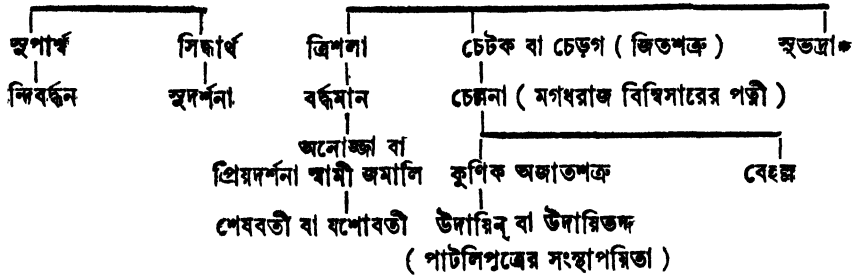 সুপার্শ্ব সিদ্ধার্থ ত্রিশলা চেটক বা চেড়গ ( জিতশত্রু ) সুভদ্রা
ন্দিবর্দ্ধন সুদর্শনা বর্দ্ধমান চেল্লনা ( মগধরাজ বিম্বিসারের পত্নী )
অনোজ্জা বা
প্রিয়দর্শনা স্বামী জমালি কুণিক অজাতশত্রু বেহল্ল
শেষবতী বা যশোবতী উদায়িন্ বা উদায়িভদ্দ
( পাটলিপুত্রের সংস্থাপয়িতা )